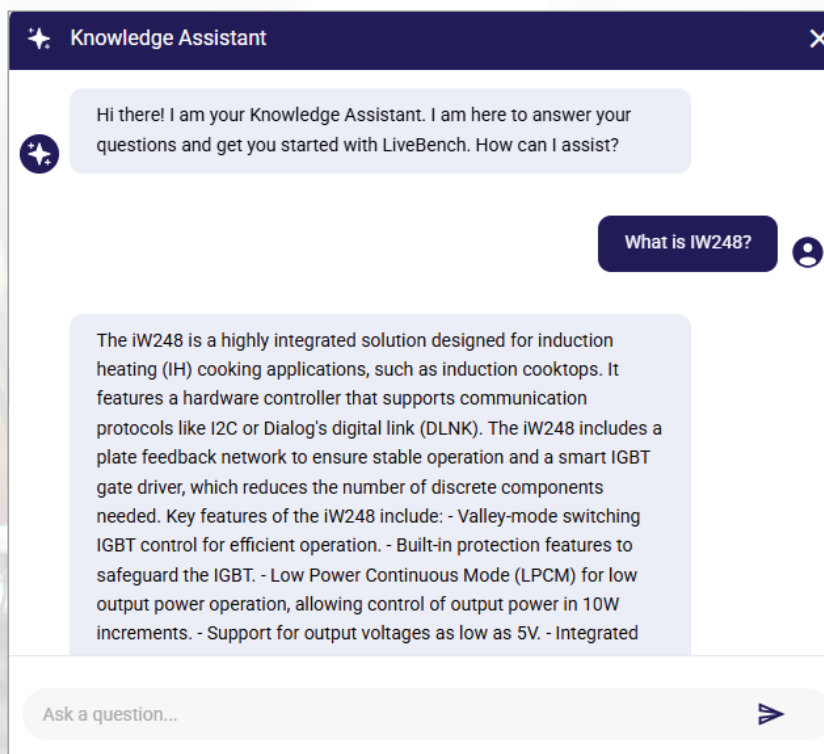 Knowledge Assistant
Hi there! I am your Knowledge Assistant. I am here to answer your
questions and get you started with LiveBench. How can I assist?
What is IW248?
The iW248 is a highly integrated solution designed for induction
heating (IH) cooking applications, such as induction cooktops. It
features a hardware controller that supports communication
protocols like I2C or Dialog's digital link (DLNK). The iW248 includes a
plate feedback network to ensure stable operation and a smart IGBT
gate driver, which reduces the number of discrete components
needed. Key features of the iW248 include: - Valley-mode switching
IGBT control for efficient operation. - Built-in protection features to
safeguard the IGBT. - Low Power Continuous Mode (LPCM) for low
output power operation, allowing control of output power in 10W
increments. - Support for output voltages as low as 5V. - Integrated
Ask a question...